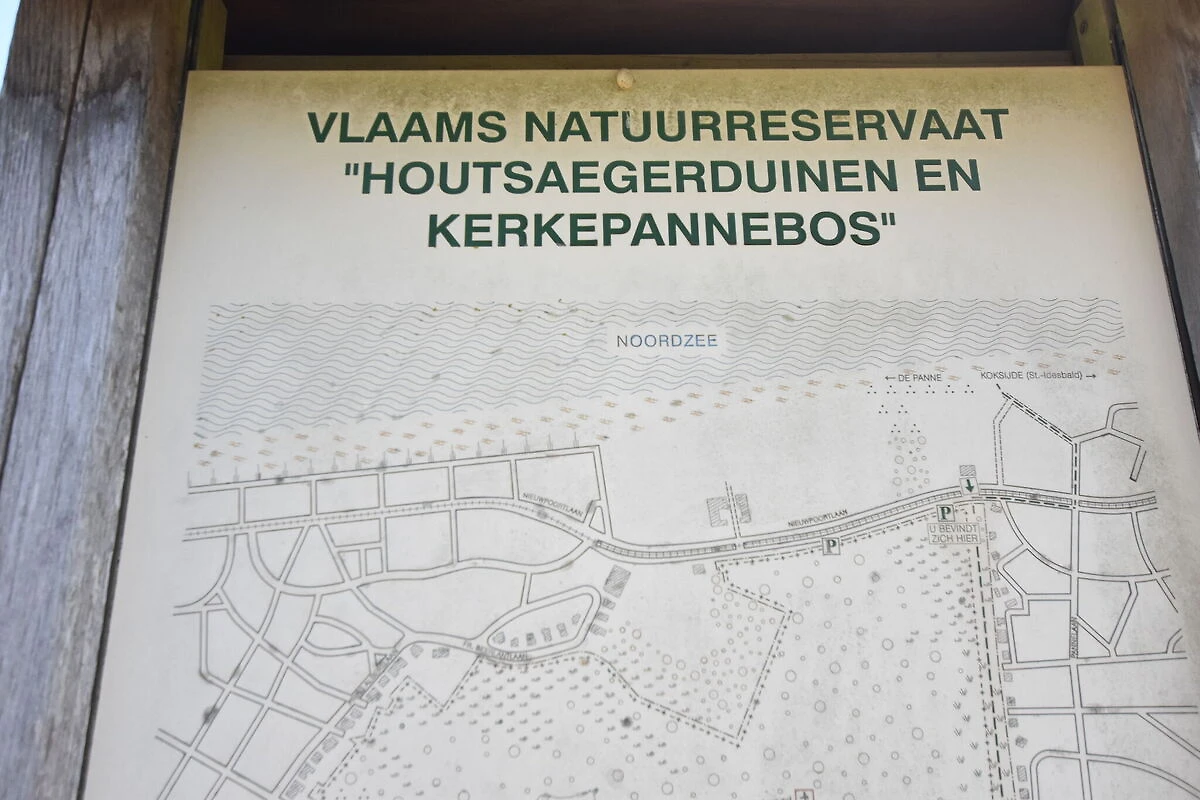 VLAAMS NATUURRESERVAAT
"HOUTSAEGERDUINEN EN
KERKEPANNEBOS"
NOORDZEE
← DE PANNE
KOKSIJDE (St.-Idesbald) →
NIEUWPOORTLAAN
NIEUWPOORTLAAN
P
U BEVINDT
ZICH HIER
P